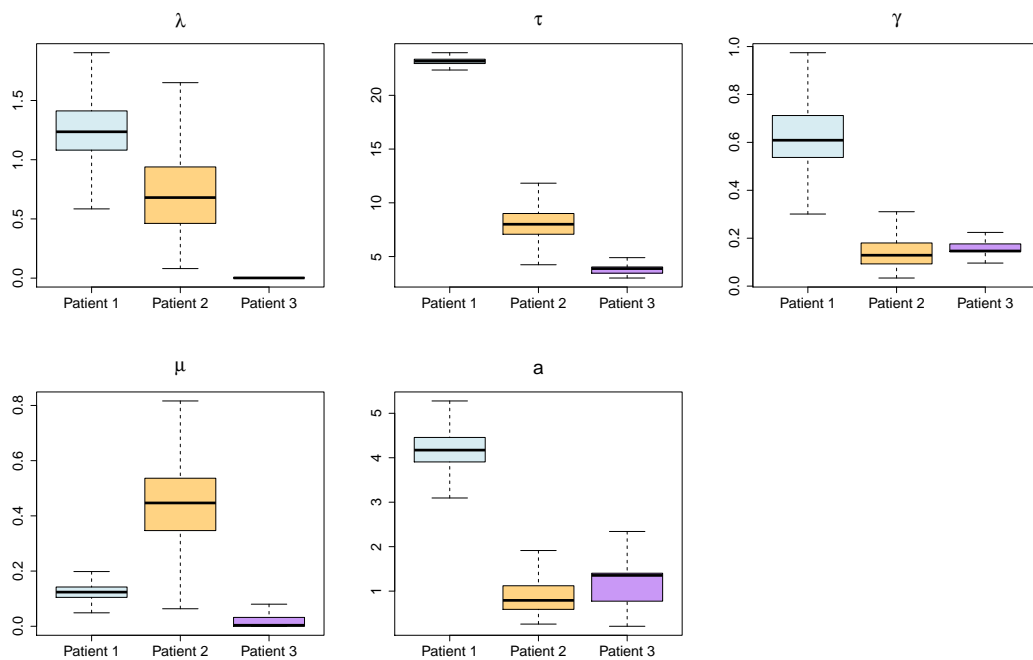 λ
0.0 0.5 1.0 1.5
Patient 1 Patient 2 Patient 3
τ
5 10 15 20
Patient 1 Patient 2 Patient 3
γ
0.0 0.2 0.4 0.6 0.8 1.0
Patient 1 Patient 2 Patient 3
μ
0.0 0.2 0.4 0.6 0.8
Patient 1 Patient 2 Patient 3
a
1 2 3 4 5
Patient 1 Patient 2 Patient 3